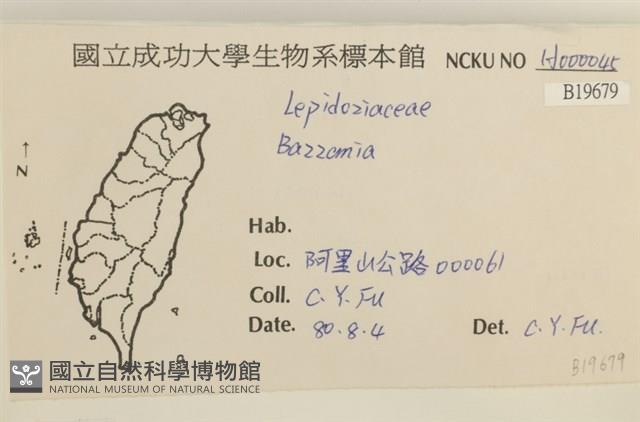 國立成功大學生物系標本館 NCKU NO H000045
B19679
Lepidoziaceae
Bazzania
N
Hab.
Loc. 阿里山公路 000061
Coll. C. Y. Fu
Date. 80.8.4 Det. C. Y. Fu.
B19679
國立自然科學博物館
NATIONAL MUSEUM OF NATURAL SCIENCE